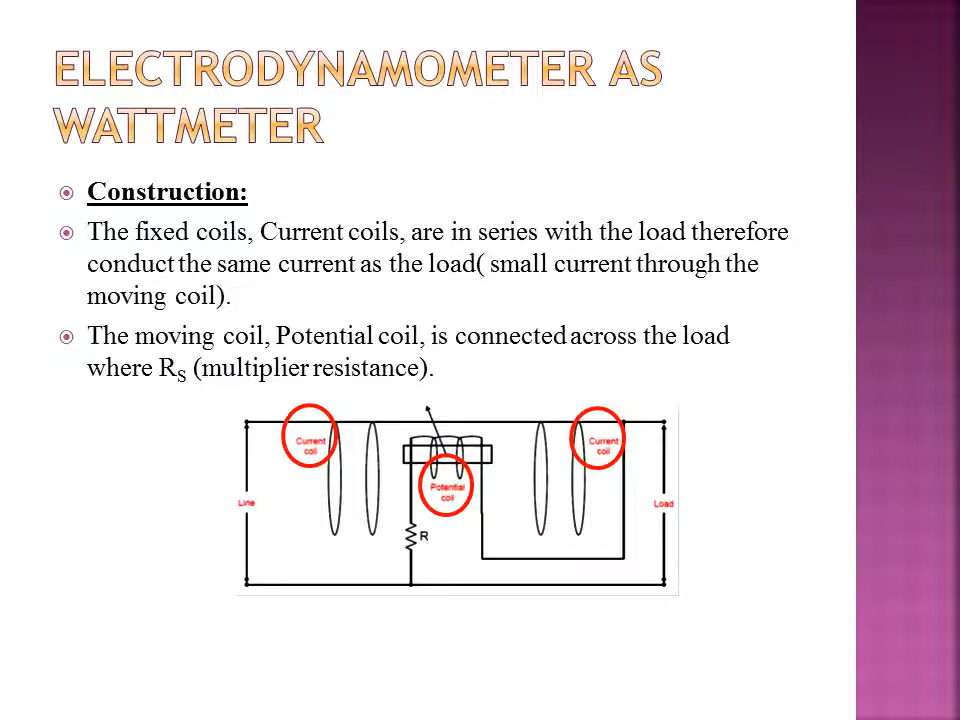 ELECTRODYNAMOMETER AS
WATTMETER
Construction:
The fixed coils, Current coils, are in series with the load therefore
conduct the same current as the load( small current through the
moving coil).
The moving coil, Potential coil, is connected across the load
where RS (multiplier resistance).
Current
coil
Current
coil
Potential
coil
Line
Load
R